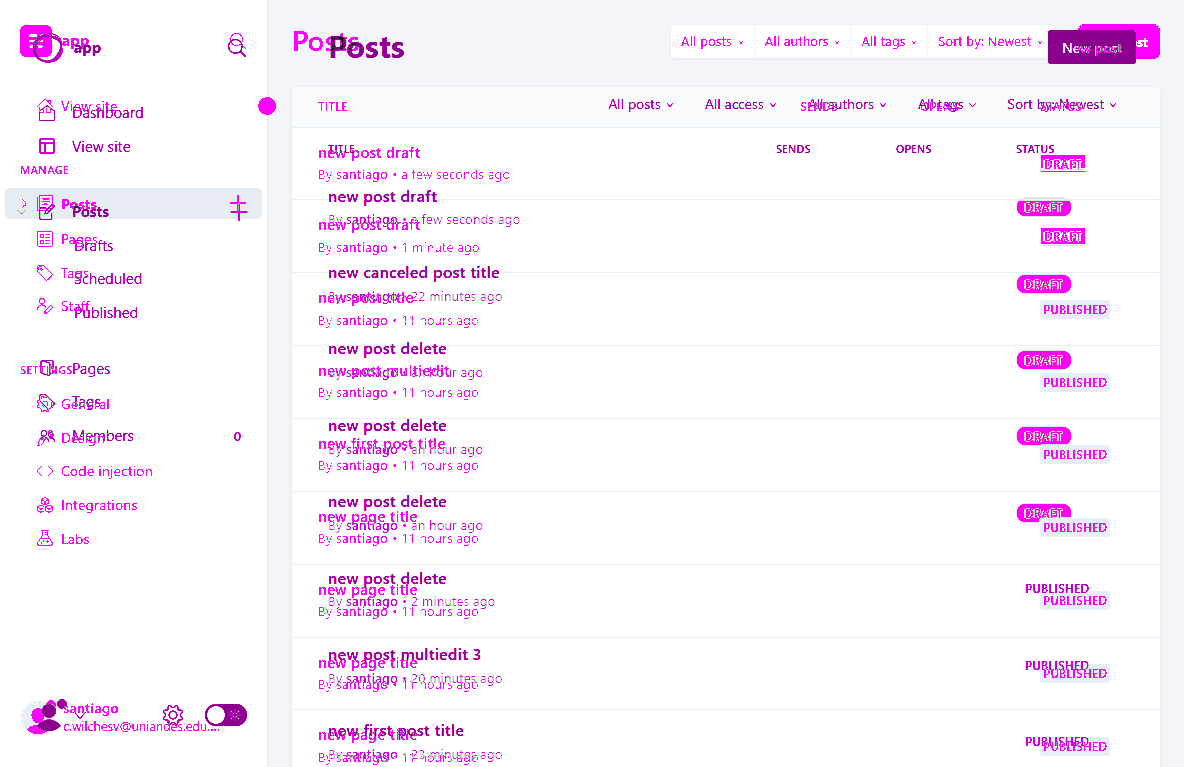 app
app
Posts
Posts
All posts
All authors
All tags
Sort by: Newest
New post
View site
Dashboard
View site
MANAGE
Posts
Posts
Pages
Drafts
Tags
Scheduled
Staff
Published
SETTINGS
Pages
General
Tags
Design
Members
0
Code injection
Integrations
Labs
santiago
c.wilchesv@uniandes.edu....
TITLE
SENDS
OPENS
STATUS
All posts
All access
All authors
All tags
Sort by: Newest
TITLE
SENDS
OPENS
STATUS
new post draft
By santiago • a few seconds ago
DRAFT
new post draft
By santiago • a few seconds ago
DRAFT
new post draft
By santiago • 1 minute ago
DRAFT
new canceled post title
By santiago • 22 minutes ago
DRAFT
new post title
By santiago • 11 hours ago
PUBLISHED
new post delete
By santiago • an hour ago
DRAFT
new post multiedit
By santiago • 11 hours ago
PUBLISHED
new post delete
By santiago • an hour ago
DRAFT
new first post title
By santiago • 11 hours ago
PUBLISHED
new post delete
By santiago • an hour ago
DRAFT
new page title
By santiago • 11 hours ago
PUBLISHED
new post delete
By santiago • 2 minutes ago
PUBLISHED
new page title
By santiago • 11 hours ago
PUBLISHED
new post multiedit 3
By santiago • 20 minutes ago
PUBLISHED
new page title
By santiago • 11 hours ago
PUBLISHED
new first post title
By santiago • 23 minutes ago
PUBLISHED
new page title
By santiago • 11 hours ago
PUBLISHED